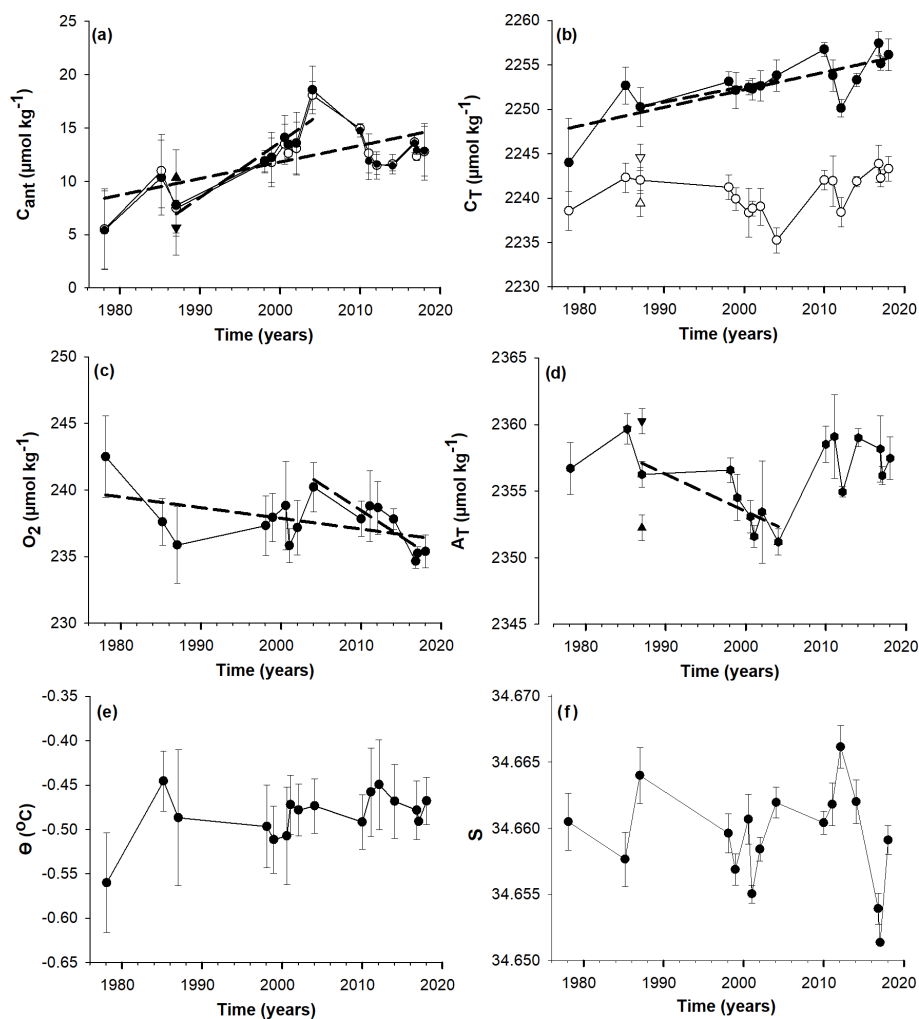 (a)
C_ant (µmol kg⁻¹)
25
20
15
10
5
0
1980 1990 2000 2010 2020
Time (years)
(b)
C_T (µmol kg⁻¹)
2260
2255
2250
2245
2240
2235
2230
1980 1990 2000 2010 2020
Time (years)
(c)
O₂ (µmol kg⁻¹)
250
245
240
235
230
1980 1990 2000 2010 2020
Time (years)
(d)
A_T (µmol kg⁻¹)
2365
2360
2355
2350
2345
1980 1990 2000 2010 2020
Time (years)
(e)
Θ (°C)
-0.35
-0.40
-0.45
-0.50
-0.55
-0.60
-0.65
1980 1990 2000 2010 2020
Time (years)
(f)
S
34.670
34.665
34.660
34.655
34.650
1980 1990 2000 2010 2020
Time (years)